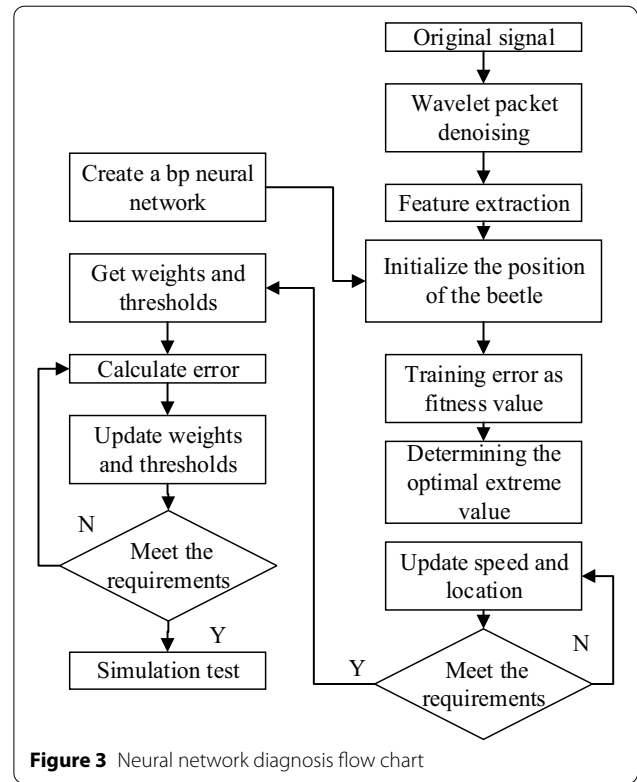 Original signal
Wavelet packet
denoising
Create a bp neural
network
Feature extraction
Initialize the position
of the beetle
Get weights and
thresholds
Training error as
fitness value
Calculate error
Determining the
optimal extreme
value
Update weights
and thresholds
N
Meet the
requirements
Update speed and
location
Y
Simulation test
Y
N
Meet the
requirements
Figure 3 Neural network diagnosis flow chart